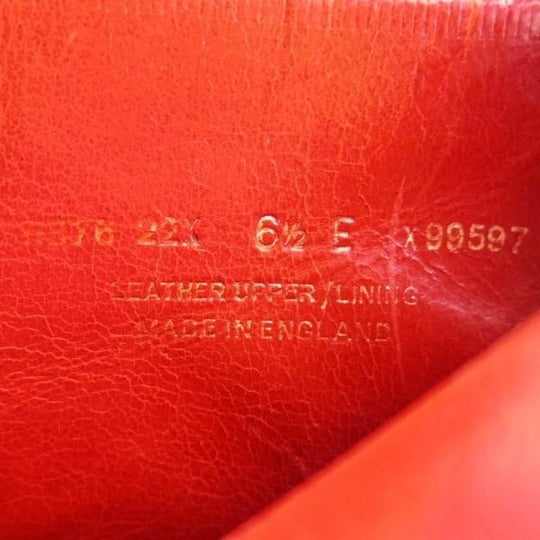 22X 6½ E X99597
LEATHER UPPER/LINING
MADE IN ENGLAND